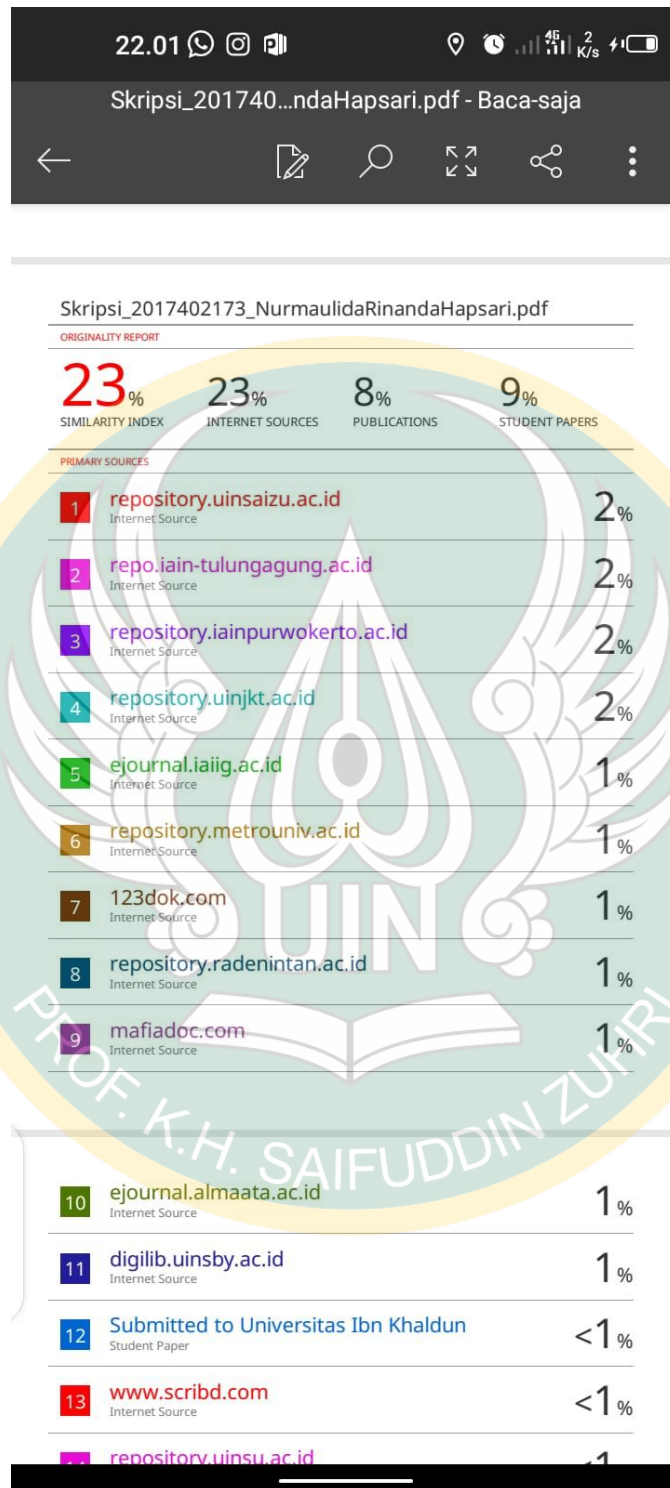 22.01 4G 2 K/s
Skripsi_201740...ndaHapsari.pdf - Baca-saja
Skripsi_2017402173_NurmaulidaRinandaHapsari.pdf
ORIGINALITY REPORT
23% 23% 8% 9%
SIMILARITY INDEX INTERNET SOURCES PUBLICATIONS STUDENT PAPERS
PRIMARY SOURCES
1 repository.uinsaizu.ac.id 2%
Internet Source
2 repo.iain-tulungagung.ac.id 2%
Internet Source
3 repository.iainpurwokerto.ac.id 2%
Internet Source
4 repository.uinjkt.ac.id 2%
Internet Source
5 ejournal.iaiig.ac.id 1%
Internet Source
6 repository.metrouniv.ac.id 1%
Internet Source
7 123dok.com 1%
Internet Source
8 repository.radenintan.ac.id 1%
Internet Source
9 mafiadoc.com 1%
Internet Source
UIN
PROF. K.H. SAIFUDDIN ZUHRI
10 ejournal.almaata.ac.id 1%
Internet Source
11 digilib.uinsby.ac.id 1%
Internet Source
12 Submitted to Universitas Ibn Khaldun <1%
Student Paper
13 www.scribd.com <1%
Internet Source
14 repository.uinsu.ac.id <1